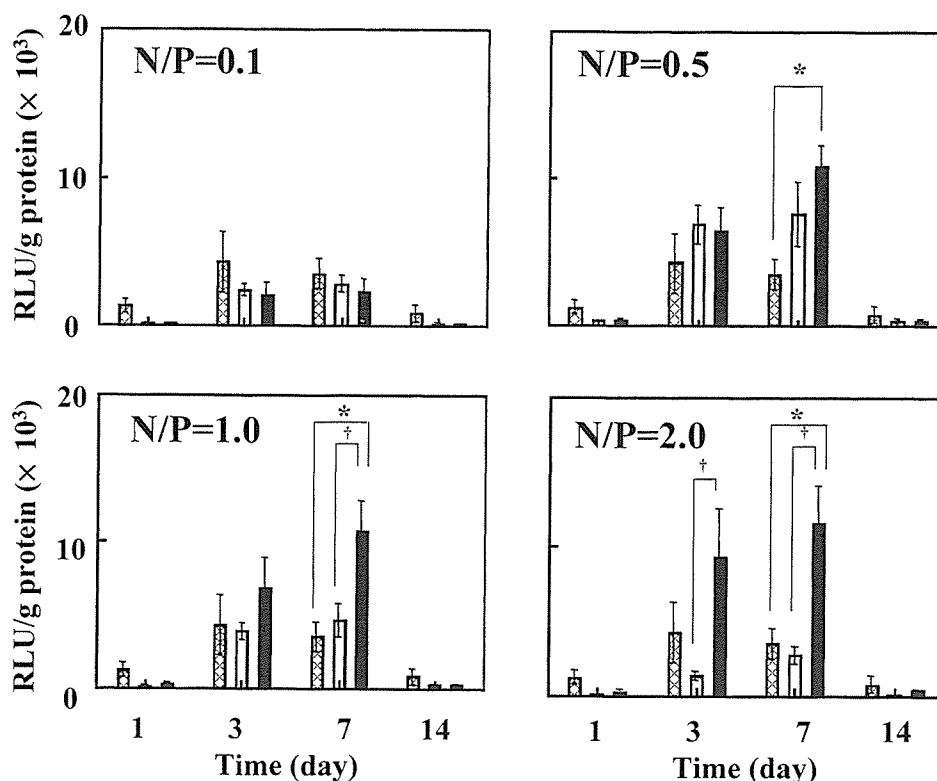 20
N/P=0.1
10
0
RLU/g protein (× 10³)
N/P=0.5
*
20
N/P=1.0
*
†
10
0
RLU/g protein (× 10³)
1 3 7 14
Time (day)
N/P=2.0
*
†
†
1 3 7 14
Time (day)